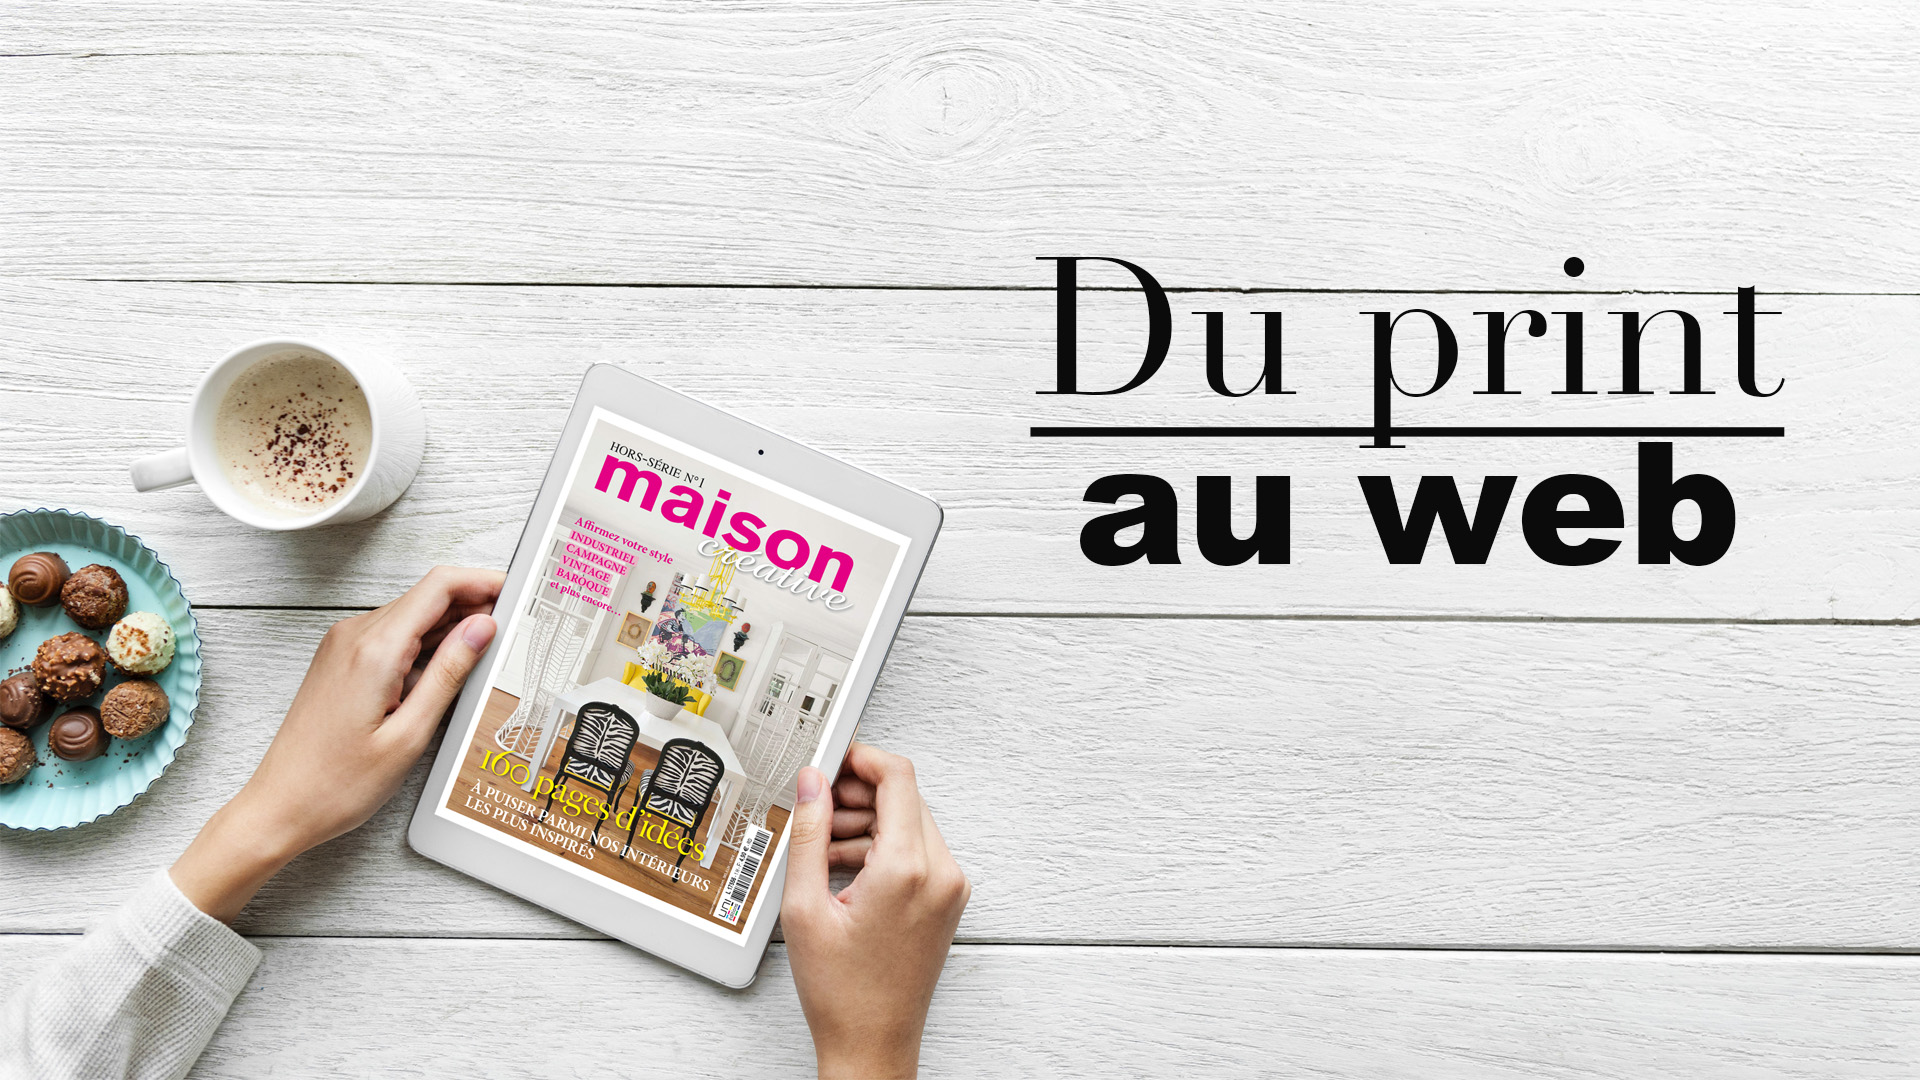 Du print
au web
HORS-SÉRIE N°1
maison
créative
Affirmez votre style
INDUSTRIEL
CAMPAGNE
VINTAGE
BAROQUE
et plus encore...
160 pages d'idées
À PUISER PARMI NOS INTÉRIEURS
LES PLUS INSPIRÉS